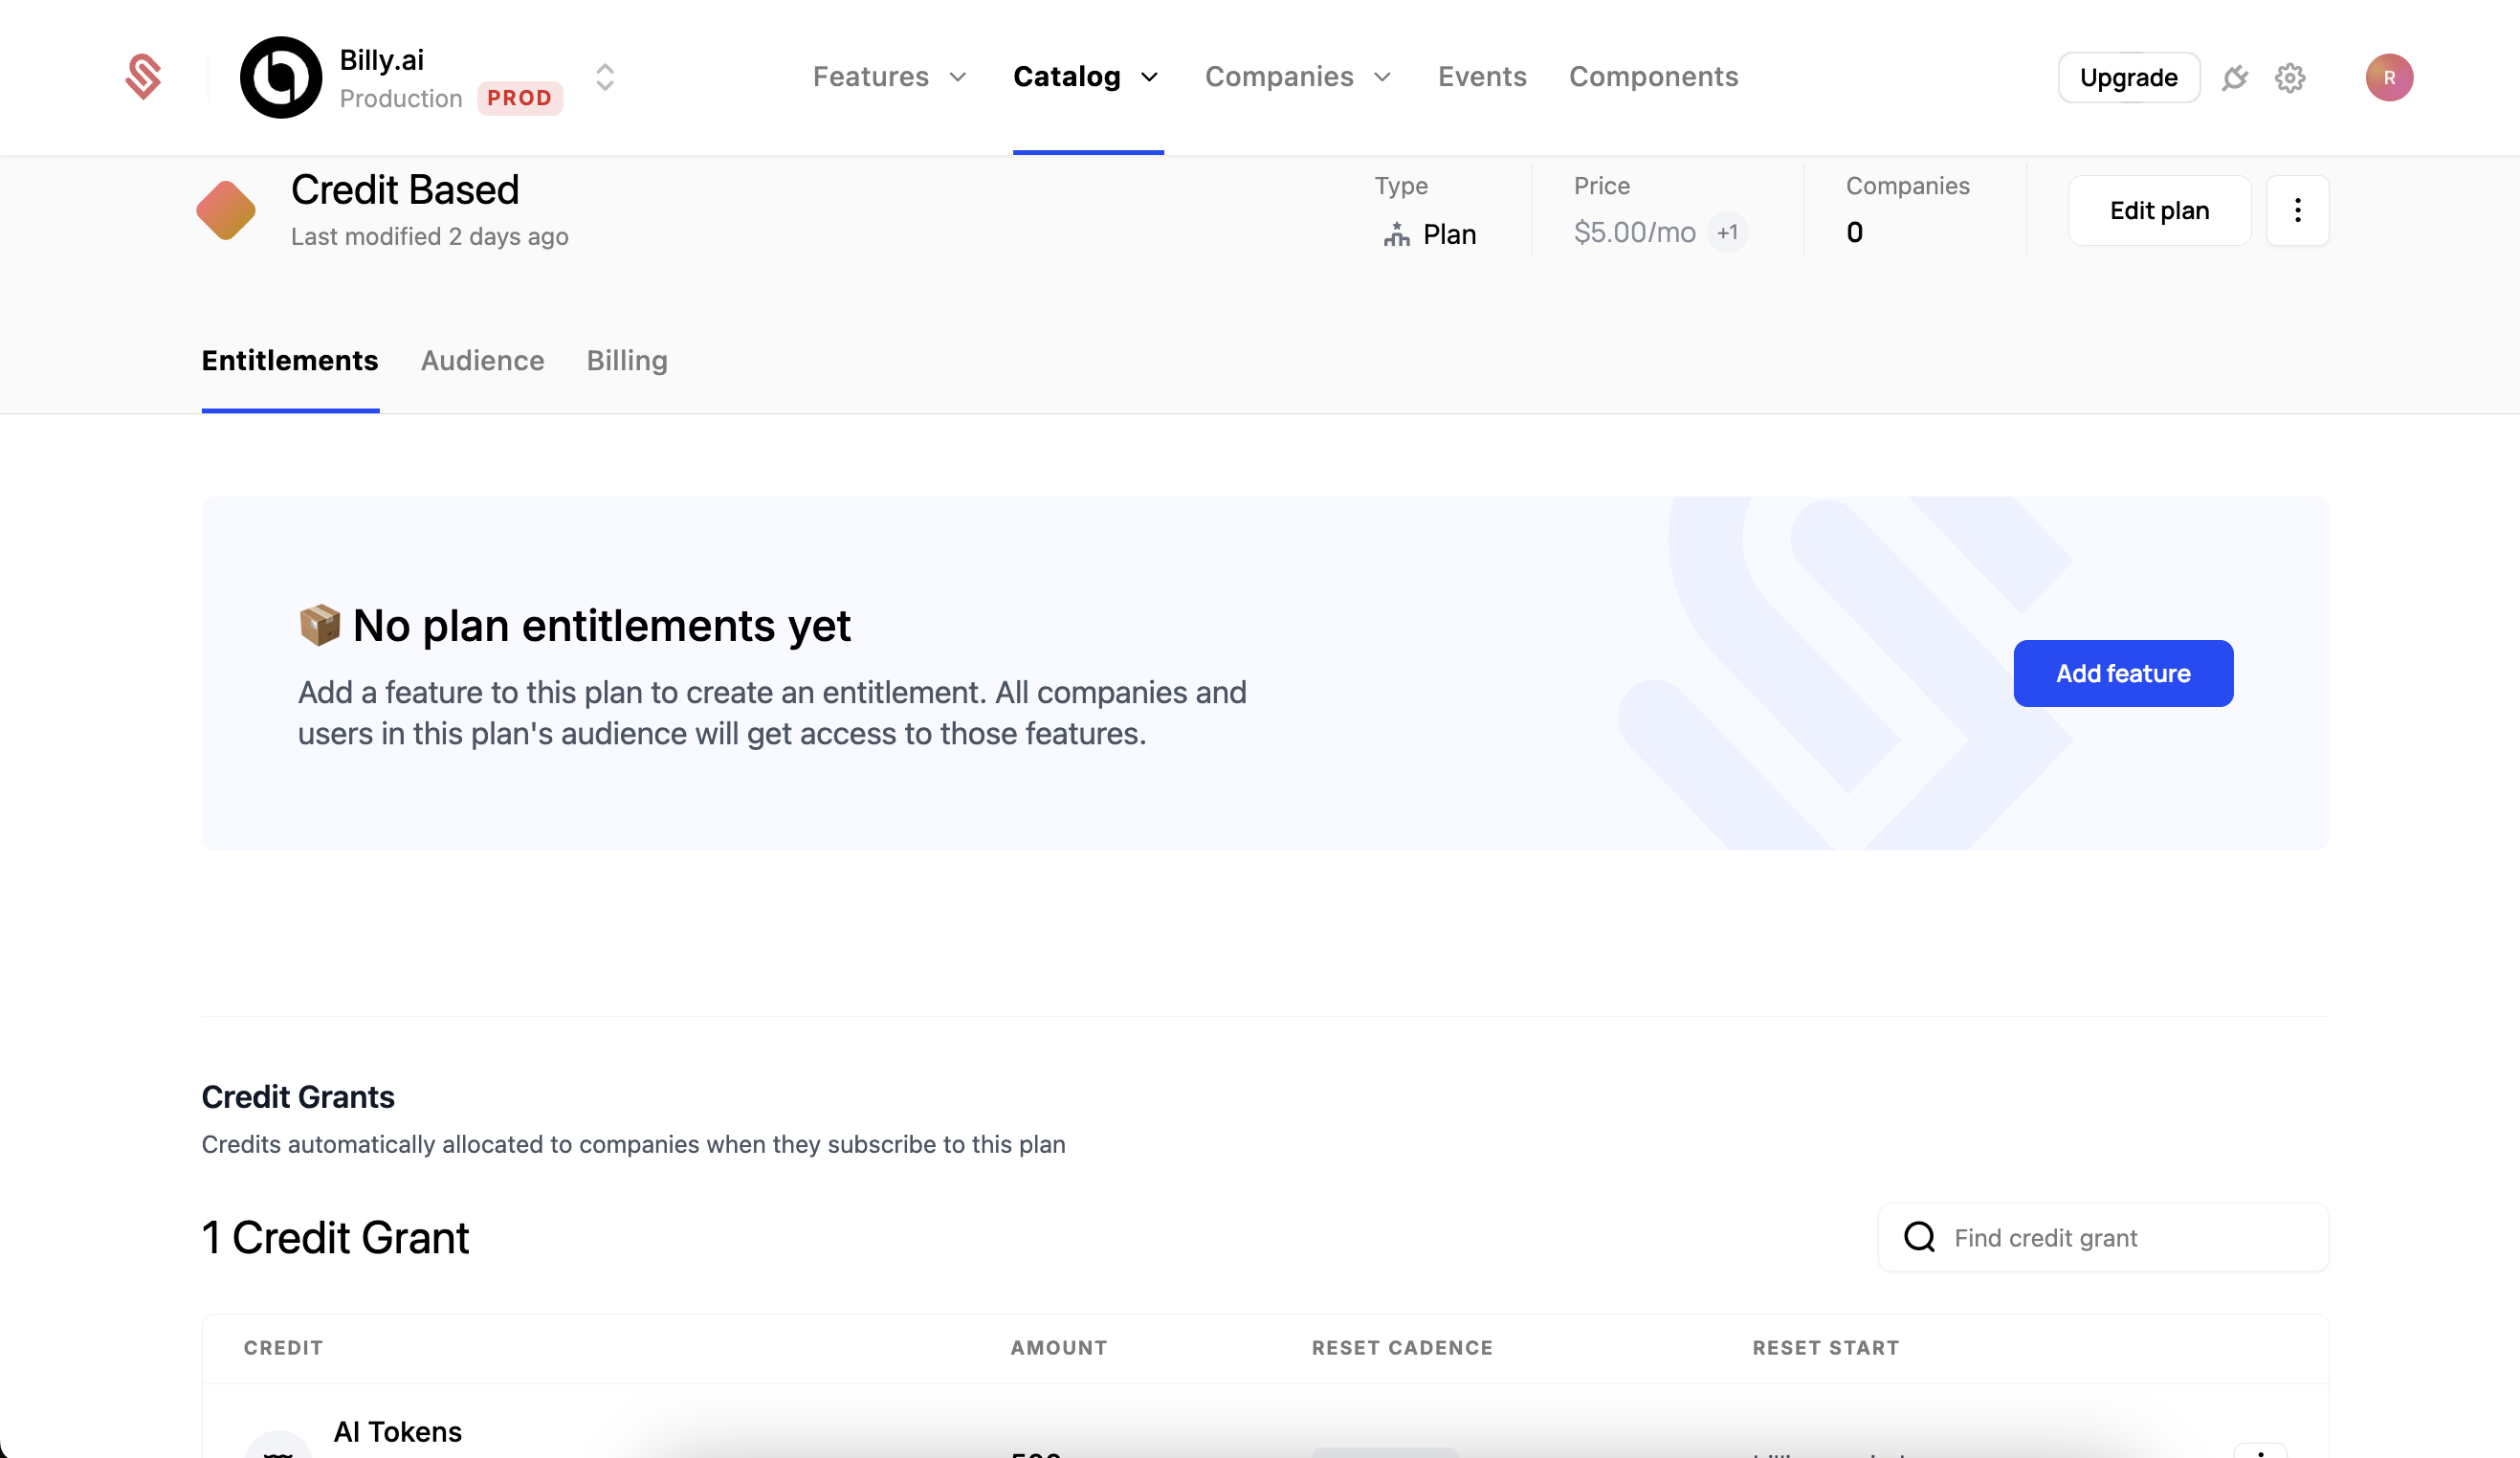 Billy.ai
Production PROD
Features
Catalog
Companies
Events
Components
Upgrade
R
Credit Based
Last modified 2 days ago
Type
Plan
Price
$5.00/mo +1
Companies
0
Edit plan
Entitlements
Audience
Billing
📦 No plan entitlements yet
Add a feature to this plan to create an entitlement. All companies and
users in this plan's audience will get access to those features.
Add feature
Credit Grants
Credits automatically allocated to companies when they subscribe to this plan
1 Credit Grant
Find credit grant
CREDIT
AMOUNT
RESET CADENCE
RESET START
AI Tokens